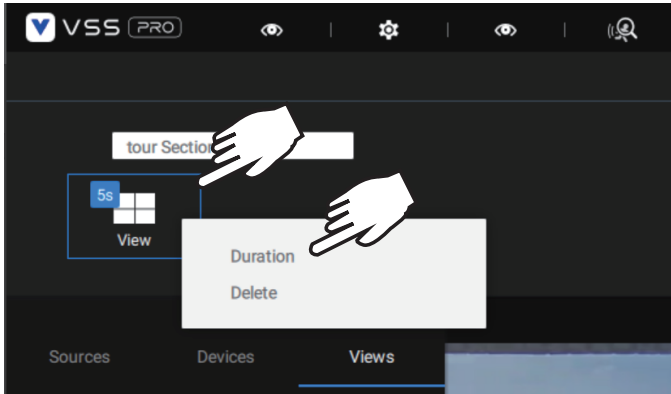 VSS PRO
tour Section
5s
View
Duration
Delete
Sources Devices Views